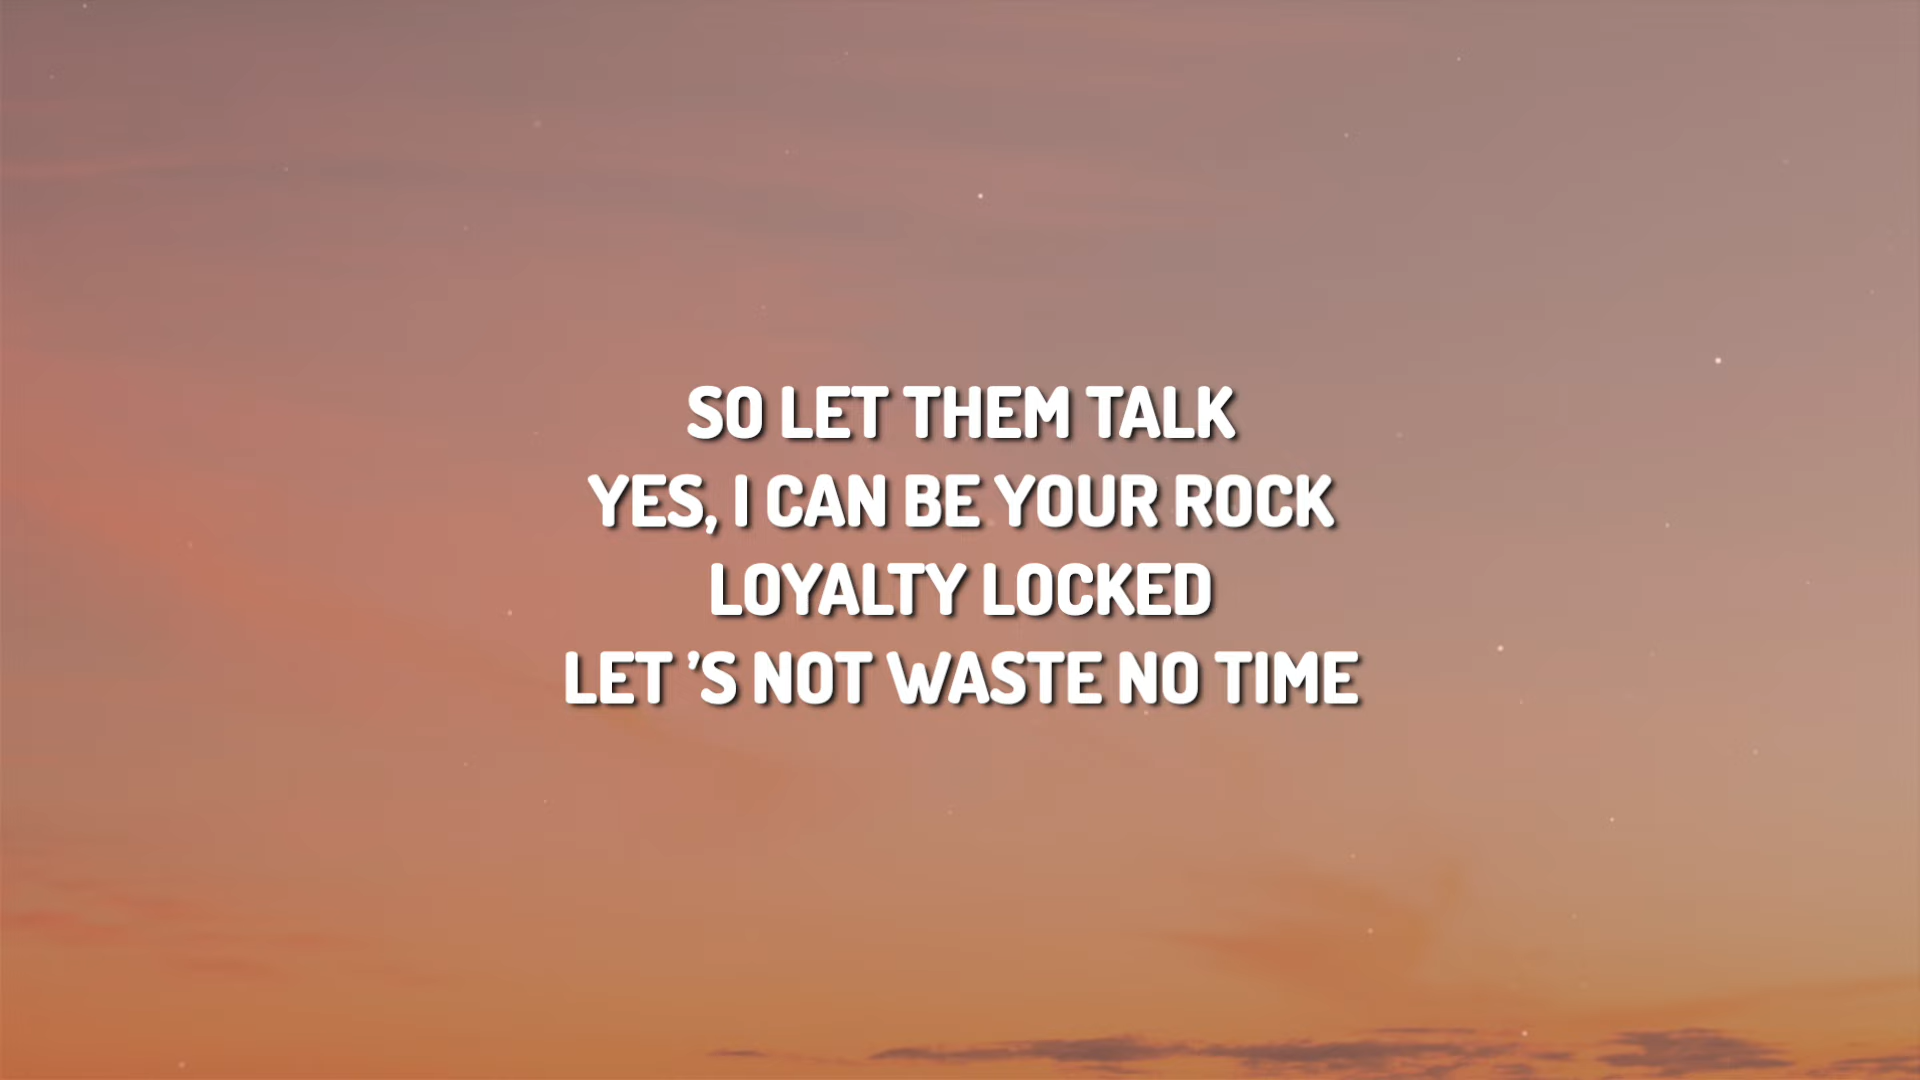 SO LET THEM TALK
YES, I CAN BE YOUR ROCK
LOYALTY LOCKED
LET 'S NOT WASTE NO TIME